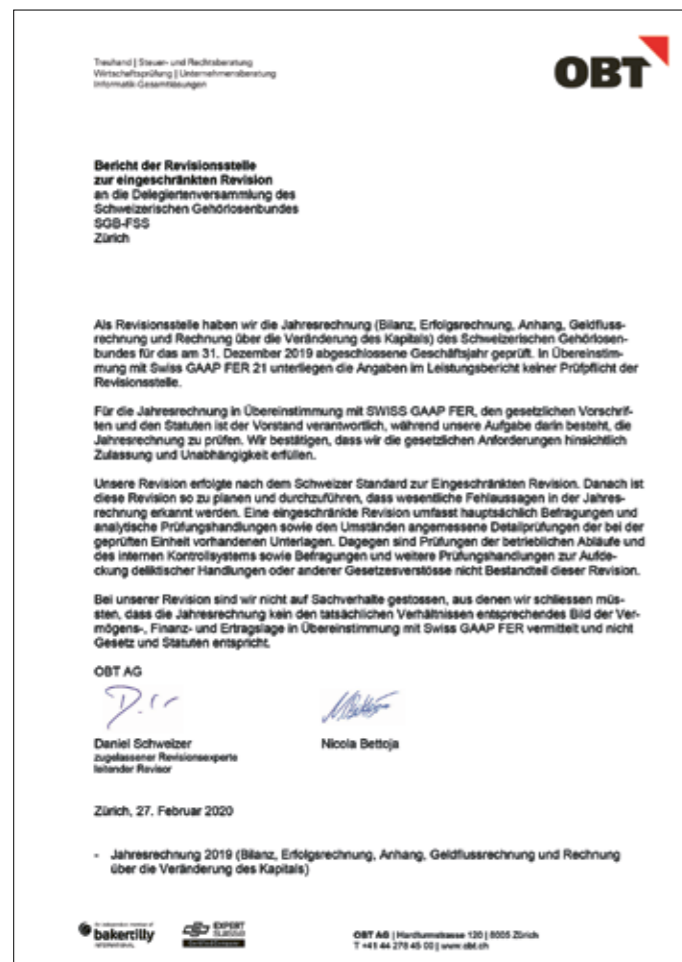 Treuhand | Steuer- und Rechtsberatung
Wirtschaftsprüfung | Unternehmensberatung
Informatik-Gesamtlösungen
OBT
Bericht der Revisionsstelle
zur eingeschränkten Revision
an die Delegiertenversammlung des
Schweizerischen Gehörlosenbundes
SGB-FSS
Zürich
Als Revisionsstelle haben wir die Jahresrechnung (Bilanz, Erfolgsrechnung, Anhang, Geldfluss-
rechnung und Rechnung über die Veränderung des Kapitals) des Schweizerischen Gehörlosen-
bundes für das am 31. Dezember 2019 abgeschlossene Geschäftsjahr geprüft. In Übereinstim-
mung mit Swiss GAAP FER 21 unterliegen die Angaben im Leistungsbericht keiner Prüfpflicht der
Revisionsstelle.
Für die Jahresrechnung in Übereinstimmung mit SWISS GAAP FER, den gesetzlichen Vorschrif-
ten und den Statuten ist der Vorstand verantwortlich, während unsere Aufgabe darin besteht, die
Jahresrechnung zu prüfen. Wir bestätigen, dass wir die gesetzlichen Anforderungen hinsichtlich
Zulassung und Unabhängigkeit erfüllen.
Unsere Revision erfolgte nach dem Schweizer Standard zur Eingeschränkten Revision. Danach ist
diese Revision so zu planen und durchzuführen, dass wesentliche Fehlaussagen in der Jahres-
rechnung erkannt werden. Eine eingeschränkte Revision umfasst hauptsächlich Befragungen und
analytische Prüfungshandlungen sowie den Umständen angemessene Detailprüfungen der bei der
geprüften Einheit vorhandenen Unterlagen. Dagegen sind Prüfungen der betrieblichen Abläufe und
des internen Kontrollsystems sowie Befragungen und weitere Prüfungshandlungen zur Aufde-
ckung deliktischer Handlungen oder anderer Gesetzesverstösse nicht Bestandteil dieser Revision.
Bei unserer Revision sind wir nicht auf Sachverhalte gestossen, aus denen wir schliessen müs-
sten, dass die Jahresrechnung kein den tatsächlichen Verhältnissen entsprechendes Bild der Ver-
mögens-, Finanz- und Ertragslage in Übereinstimmung mit Swiss GAAP FER vermittelt und nicht
Gesetz und Statuten entspricht.
OBT AG
Daniel Schweizer Nicola Bettoja
zugelassener Revisionsexperte
leitender Revisor
Zürich, 27. Februar 2020
- Jahresrechnung 2019 (Bilanz, Erfolgsrechnung, Anhang, Geldflussrechnung und Rechnung
über die Veränderung des Kapitals)
An independent member of
bakertilly
INTERNATIONAL
EXPERT
SUISSE
OBT AG | Hardturmstrasse 120 | 8005 Zürich
T +41 44 278 45 00 | www.obt.ch